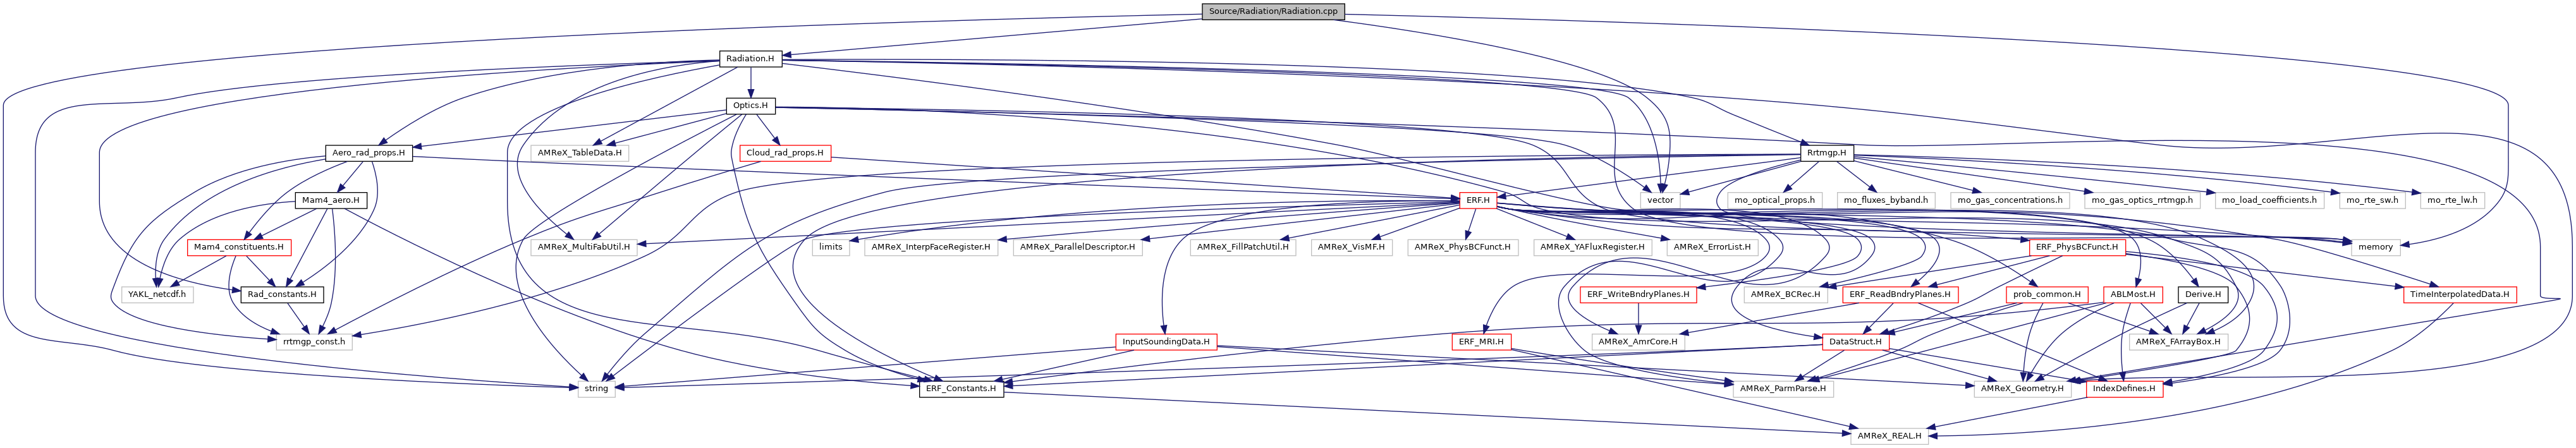 Source/Radiation/Radiation.cpp
Radiation.H
Optics.H
Aero_rad_props.H
AMReX_TableData.H
Cloud_rad_props.H
Rrtmgp.H
Mam4_aero.H
ERF.H
vector
mo_optical_props.h
mo_fluxes_byband.h
mo_gas_concentrations.h
mo_gas_optics_rrtmgp.h
mo_load_coefficients.h
mo_rte_sw.h
mo_rte_lw.h
Mam4_constituents.H
AMReX_MultiFabUtil.H
limits
AMReX_InterpFaceRegister.H
AMReX_ParallelDescriptor.H
AMReX_FillPatchUtil.H
AMReX_VisMF.H
AMReX_PhysBCFunct.H
AMReX_YAFluxRegister.H
AMReX_ErrorList.H
ERF_PhysBCFunct.H
memory
YAKL_netcdf.h
Rad_constants.H
ERF_WriteBndryPlanes.H
AMReX_BCRec.H
ERF_ReadBndryPlanes.H
prob_common.H
ABLMost.H
Derive.H
TimeInterpolatedData.H
rrtmgp_const.h
InputSoundingData.H
ERF_MRI.H
AMReX_AmrCore.H
DataStruct.H
AMReX_FArrayBox.H
string
ERF_Constants.H
AMReX_ParmParse.H
AMReX_Geometry.H
IndexDefines.H
AMReX_REAL.H